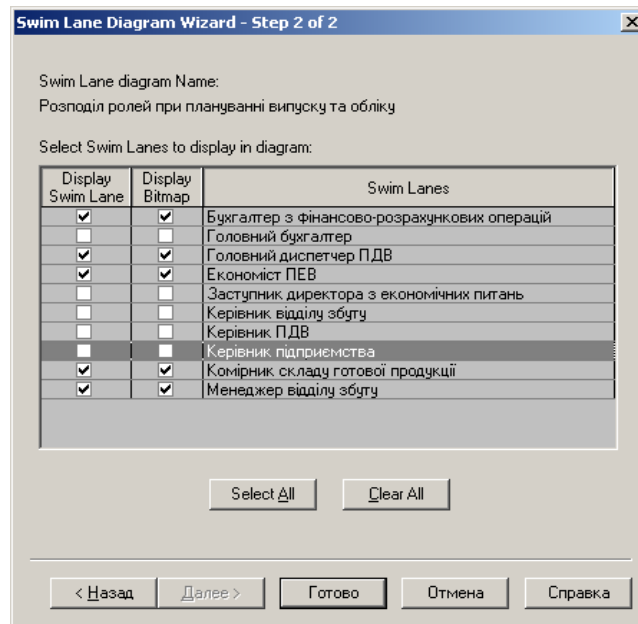 Swim Lane Diagram Wizard - Step 2 of 2
Swim Lane diagram Name:
Розподіл ролей при плануванні випуску та обліку
Select Swim Lanes to display in diagram:
Display Swim Lane
Display Bitmap
Swim Lanes
Бухгалтер з фінансово-розрахункових операцій
Головний бухгалтер
Головний диспетчер ПДВ
Економіст ПЕВ
Заступник директора з економічних питань
Керівник відділу збуту
Керівник ПДВ
Керівник підприємства
Комірник складу готової продукції
Менеджер відділу збуту
Select All
Clear All
< Назад
Далее >
Готово
Отмена
Справка